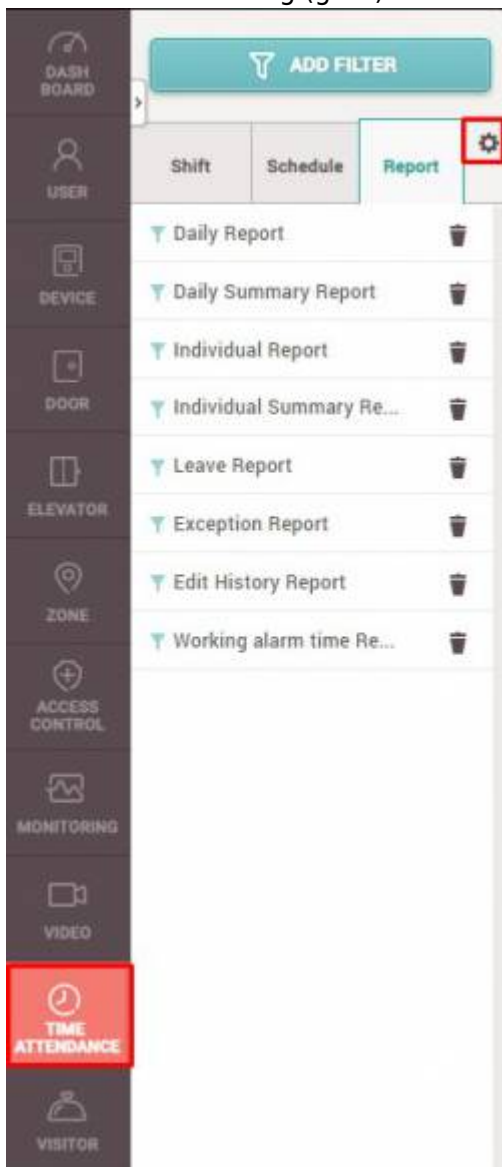 DASH
BOARD
USER
DEVICE
DOOR
ELEVATOR
ZONE
ACCESS
CONTROL
MONITORING
VIDEO
TIME
ATTENDANCE
VISITOR
ADD FILTER
Shift Schedule Report
Daily Report
Daily Summary Report
Individual Report
Individual Summary Re...
Leave Report
Exception Report
Edit History Report
Working alarm time Re...